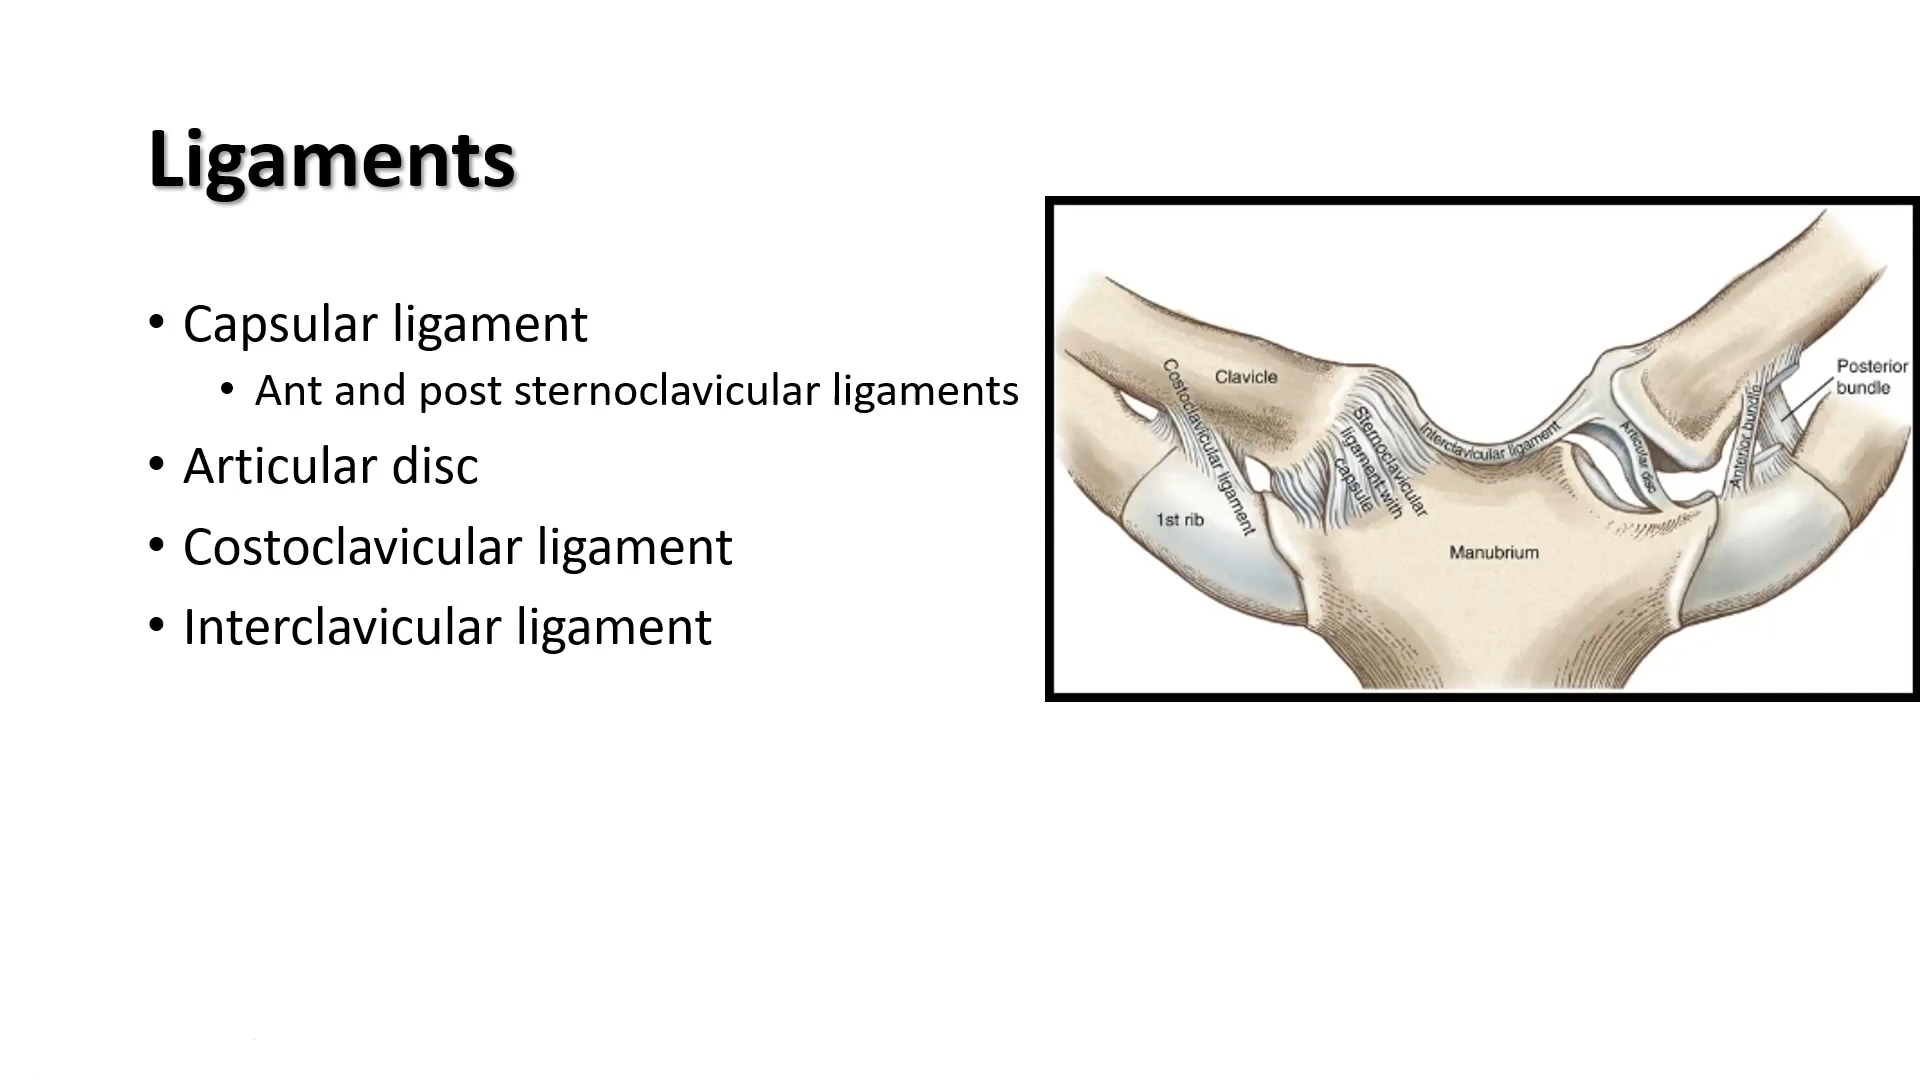 Ligaments
• Capsular ligament
• Ant and post sternoclavicular ligaments
• Articular disc
• Costoclavicular ligament
• Interclavicular ligament
Costoclavicular ligament
Clavicle
Sternoclavicular
ligament with
capsule
Interclavicular ligament
Articular disc
Anterior bundle
Posterior
bundle
1st rib
Manubrium